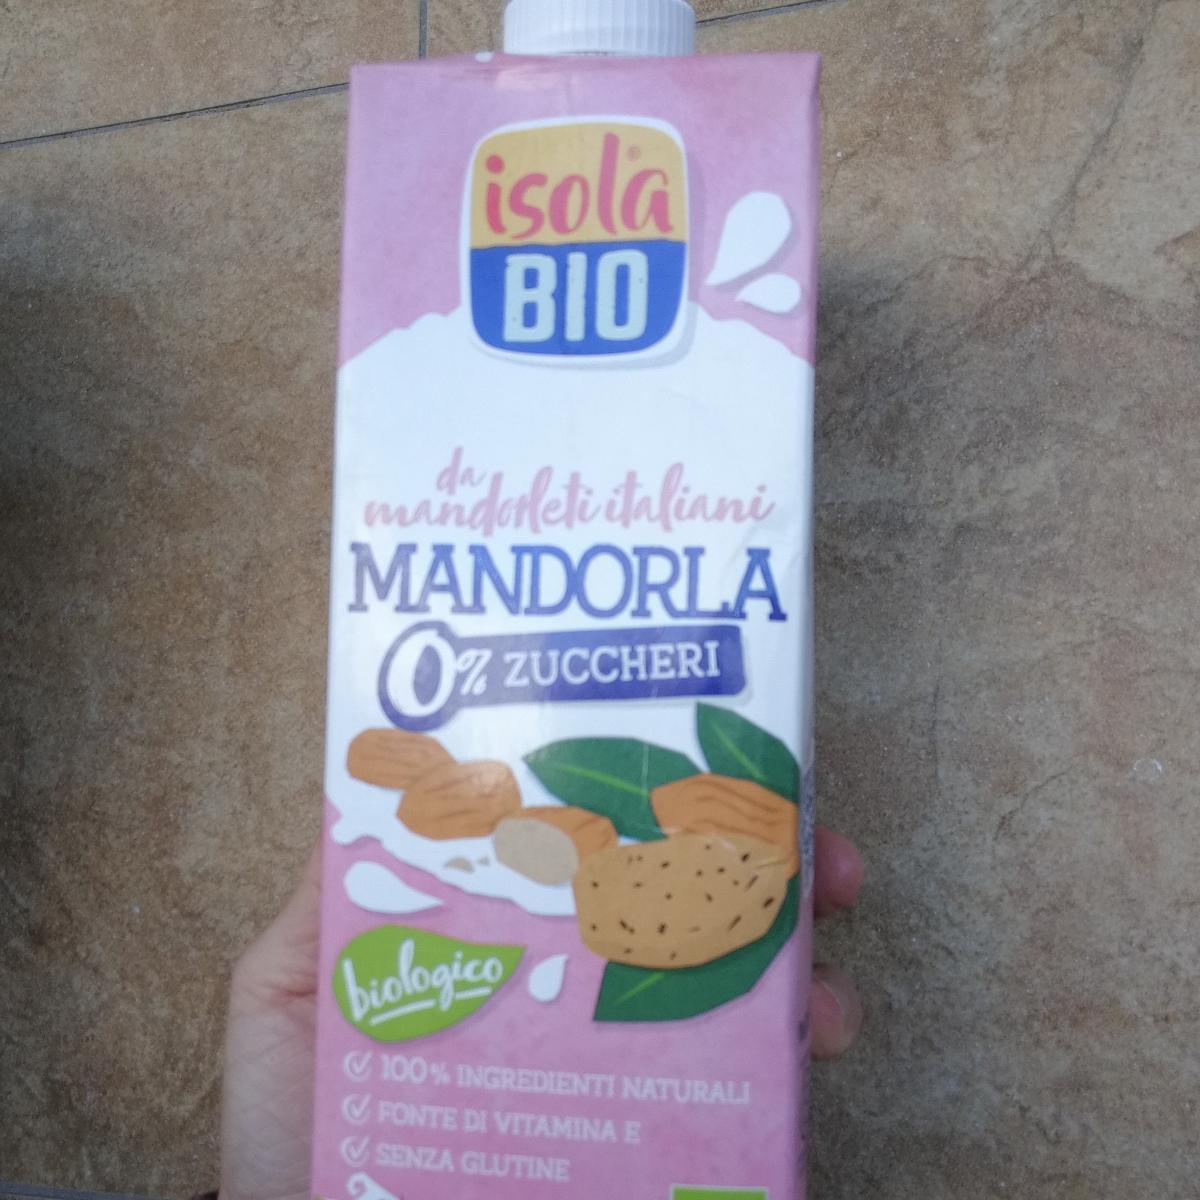 isola®
BIO
da
mandorleti italiani
MANDORLA
0% ZUCCHERI
biologico
100% INGREDIENTI NATURALI
FONTE DI VITAMINA E
SENZA GLUTINE